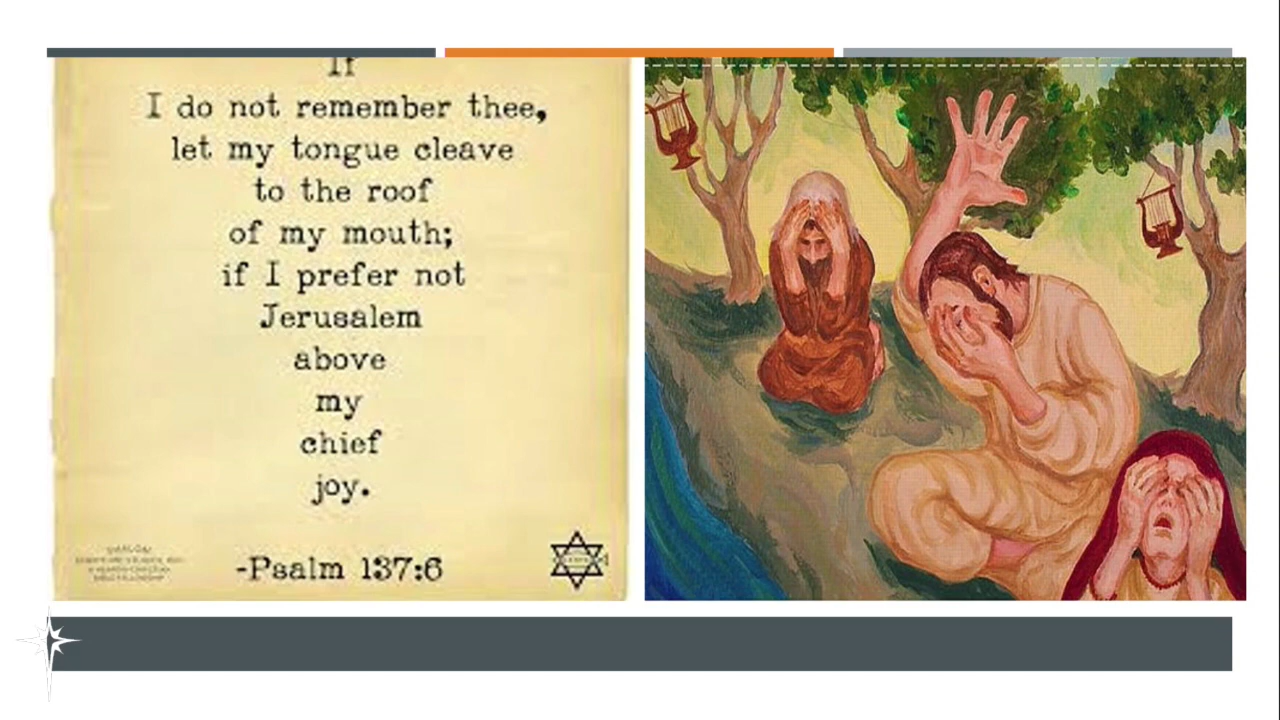 If
I do not remember thee,
let my tongue cleave
to the roof
of my mouth;
if I prefer not
Jerusalem
above
my
chief
joy.
-Psalm 137:6